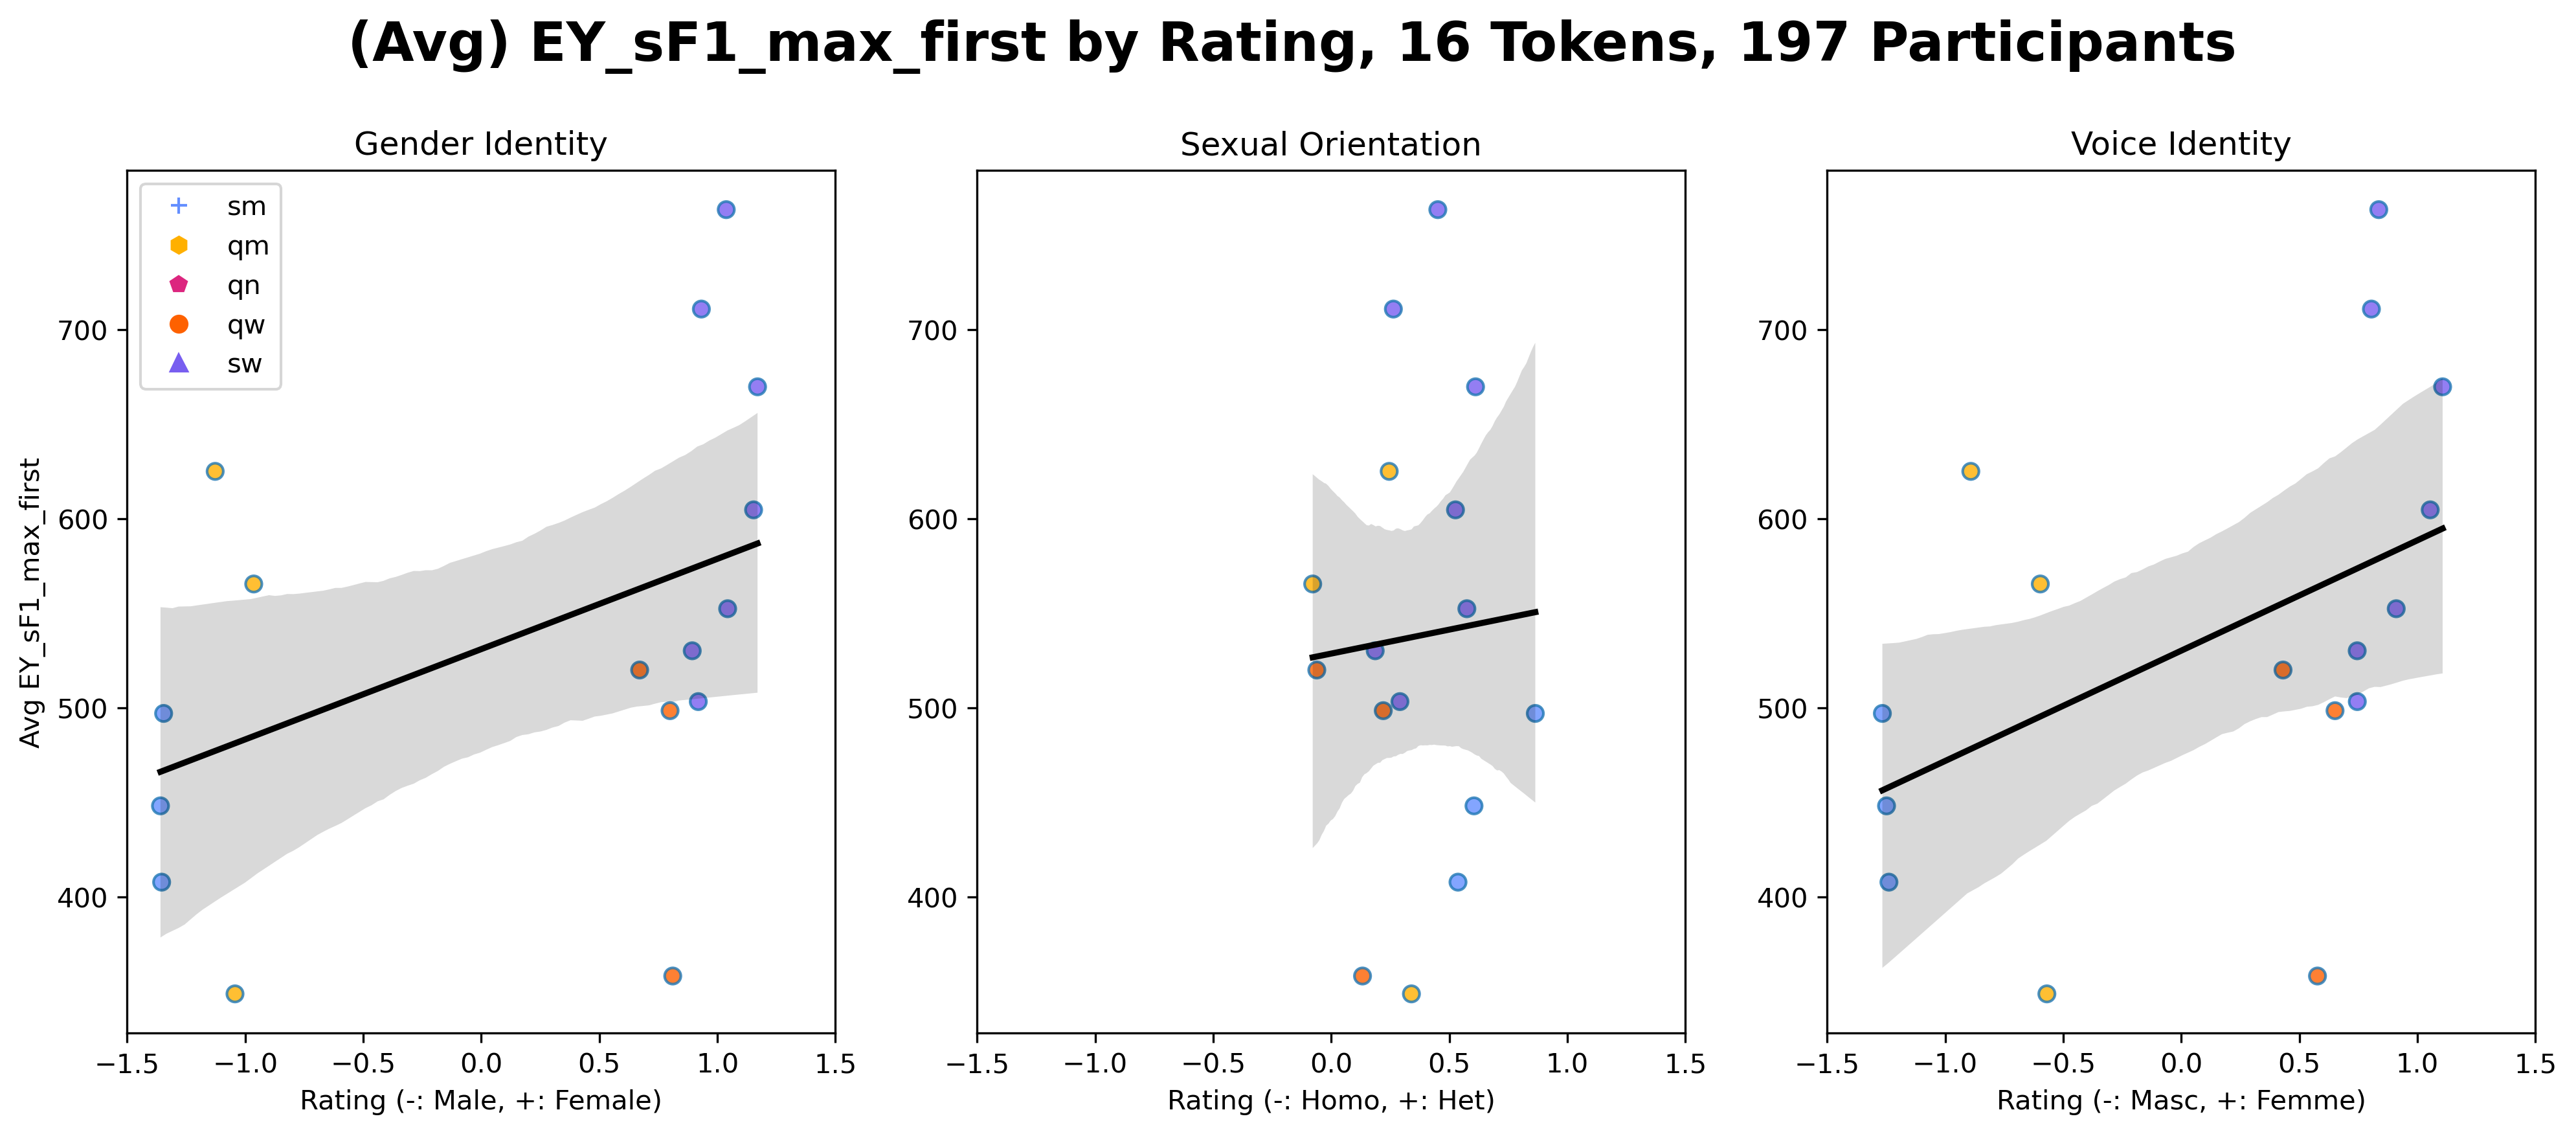 (Avg) EY_sF1_max_first by Rating, 16 Tokens, 197 Participants
Gender Identity
Sexual Orientation
Voice Identity
sm
qm
qn
qw
sw
Avg EY_sF1_max_first
700
600
500
400
−1.5 −1.0 −0.5 0.0 0.5 1.0 1.5
Rating (-: Male, +: Female)
700
600
500
400
−1.5 −1.0 −0.5 0.0 0.5 1.0 1.5
Rating (-: Homo, +: Het)
700
600
500
400
−1.5 −1.0 −0.5 0.0 0.5 1.0 1.5
Rating (-: Masc, +: Femme)